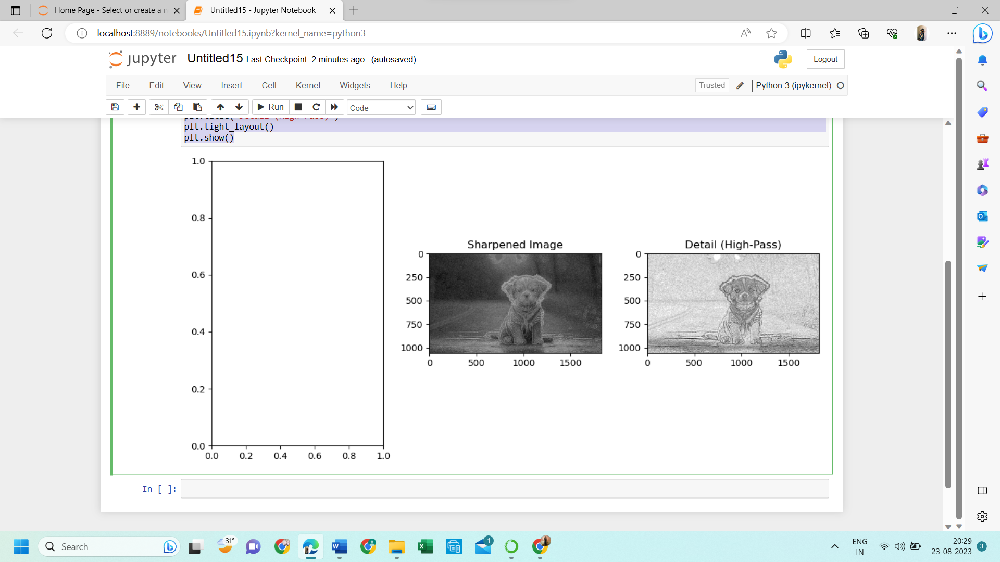 Home Page - Select or create a n
Untitled15 - Jupyter Notebook
localhost:8889/notebooks/Untitled15.ipynb?kernel_name=python3
jupyter Untitled15 Last Checkpoint: 2 minutes ago (autosaved)
Logout
File Edit View Insert Cell Kernel Widgets Help
Trusted
Python 3 (ipykernel)
Run
Code
plt.tight_layout()
plt.show()
1.0
0.8
0.6
0.4
0.2
0.0
0.0 0.2 0.4 0.6 0.8 1.0
Sharpened Image
0
250
500
750
1000
0 500 1000 1500
Detail (High-Pass)
0
250
500
750
1000
0 500 1000 1500
In [ ]:
Search
31°
1
ENG
IN
20:29
23-08-2023
3